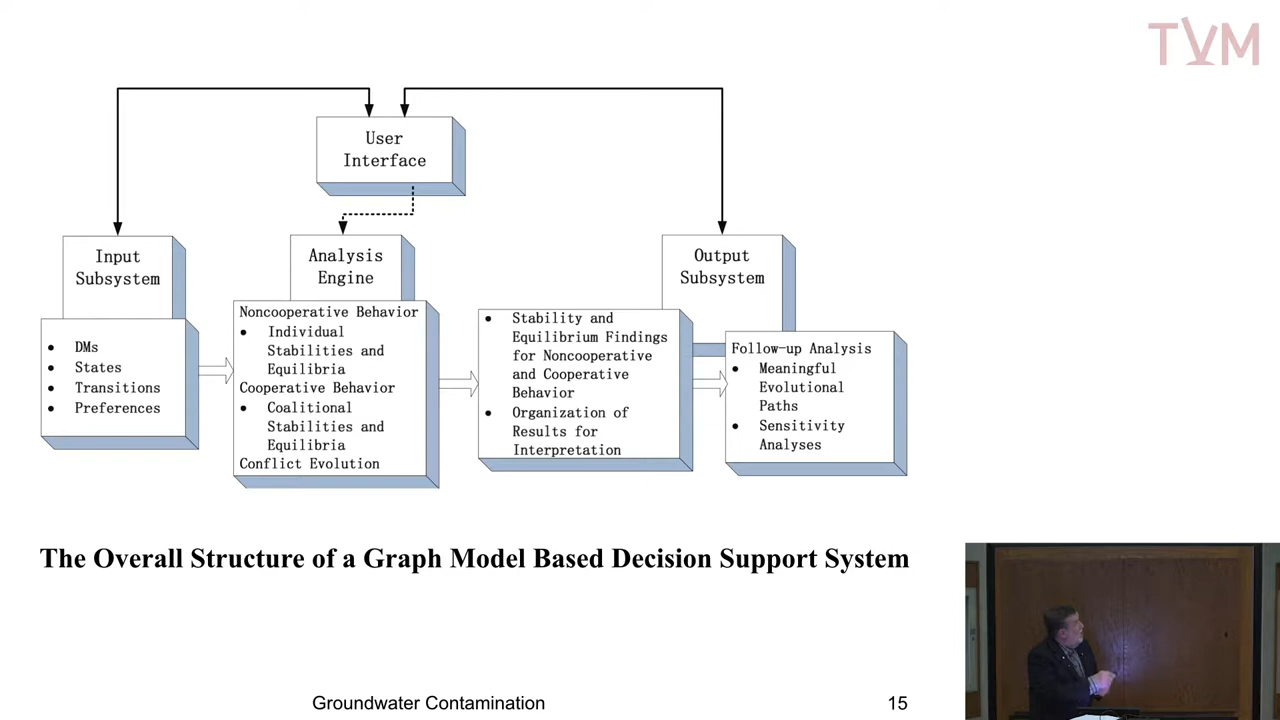 TVM
User
Interface
Input
Subsystem
DMs
States
Transitions
Preferences
Analysis
Engine
Noncooperative Behavior
Individual
Stabilities and
Equilibria
Cooperative Behavior
Coalitional
Stabilities and
Equilibria
Conflict Evolution
Output
Subsystem
Stability and
Equilibrium Findings
for Noncooperative
and Cooperative
Behavior
Organization of
Results for
Interpretation
Follow-up Analysis
Meaningful
Evolutional
Paths
Sensitivity
Analyses
The Overall Structure of a Graph Model Based Decision Support System
Groundwater Contamination
15